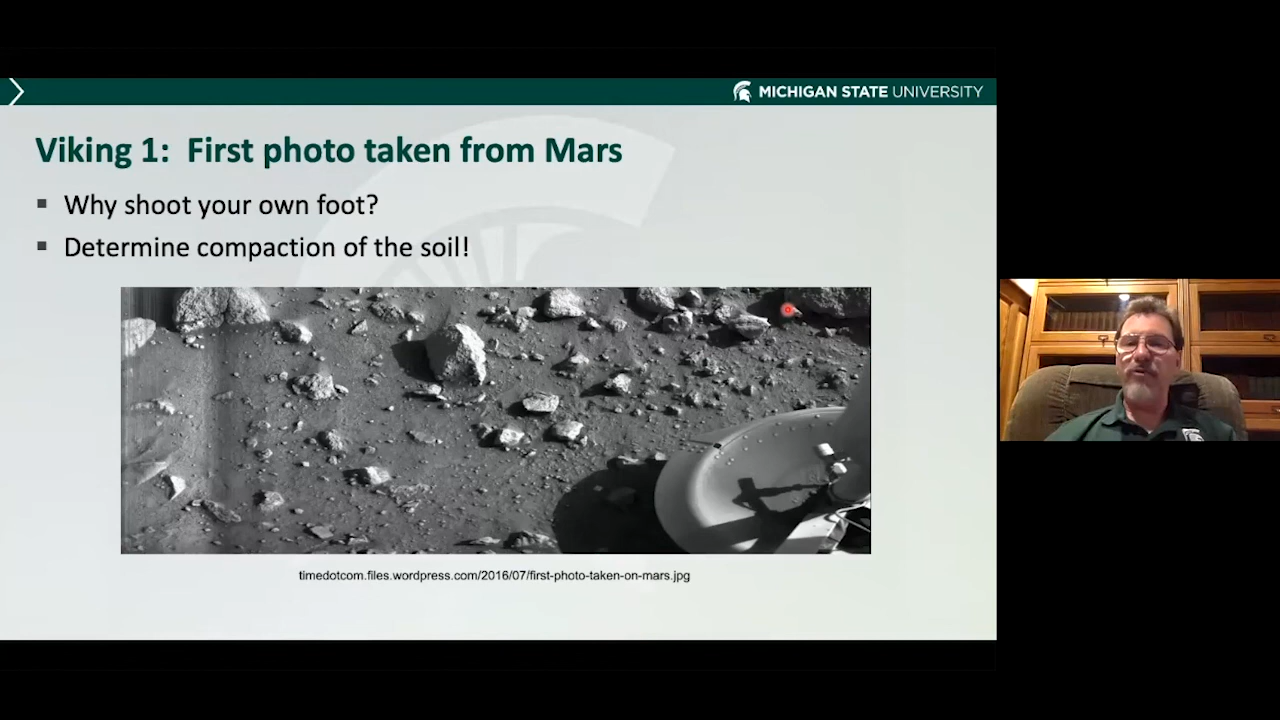 MICHIGAN STATE UNIVERSITY
Viking 1: First photo taken from Mars
▪ Why shoot your own foot?
▪ Determine compaction of the soil!
timedotcom.files.wordpress.com/2016/07/first-photo-taken-on-mars.jpg